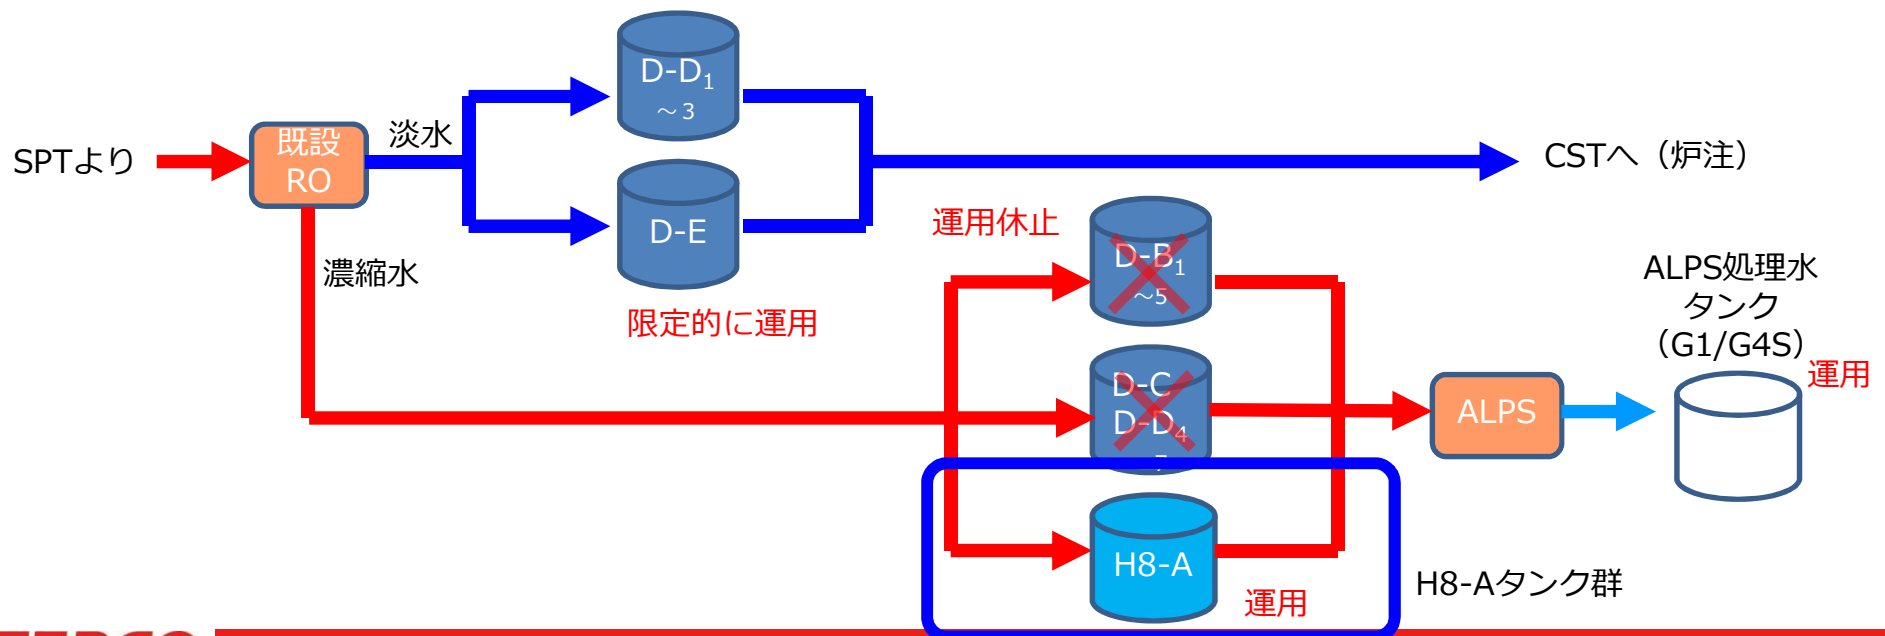 SPTより
既設
RO
淡水
濃縮水
D-D₁
～3
D-E
限定的に運用
CSTへ（炉注）
運用休止
D-B₁
～5
D-C
D-D₄
H8-A
運用
H8-Aタンク群
ALPS
ALPS処理水
タンク
（G1/G4S）
運用